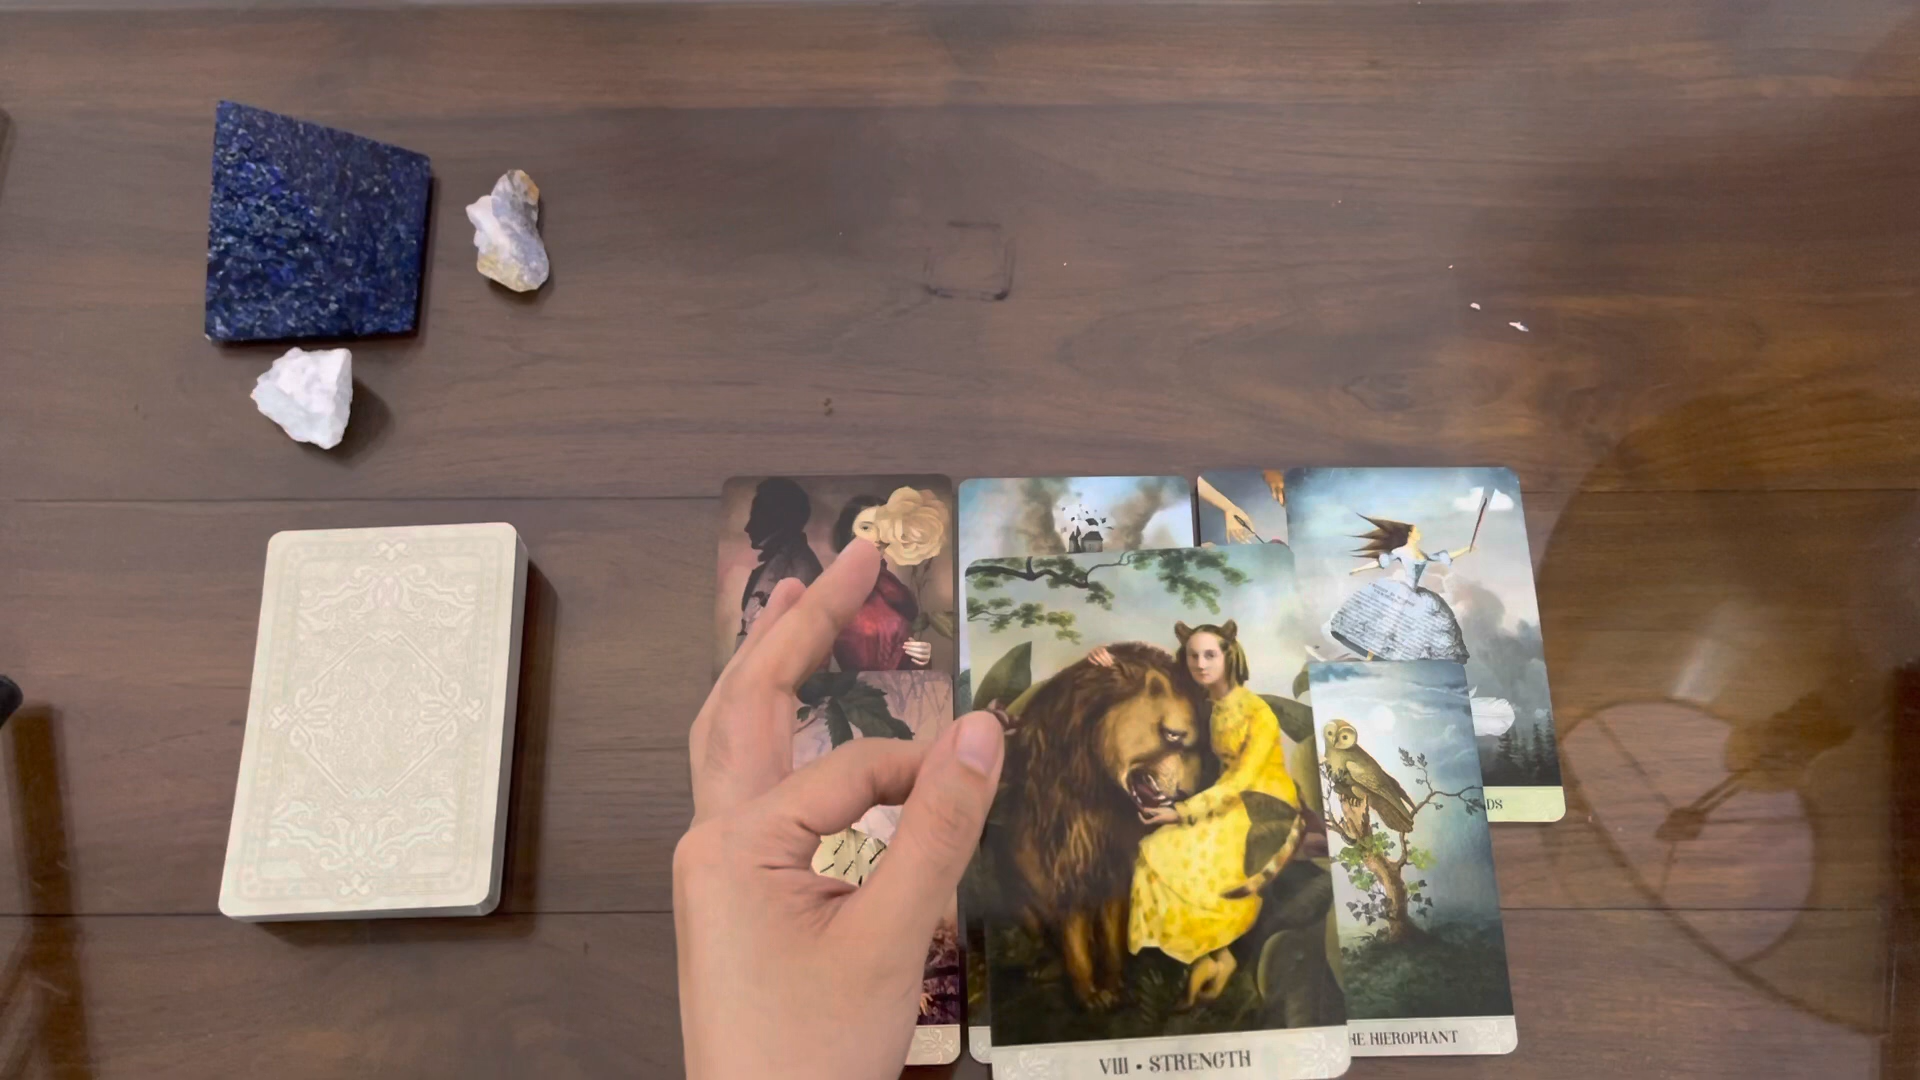 DS
HE HIEROPHANT
VIII • STRENGTH